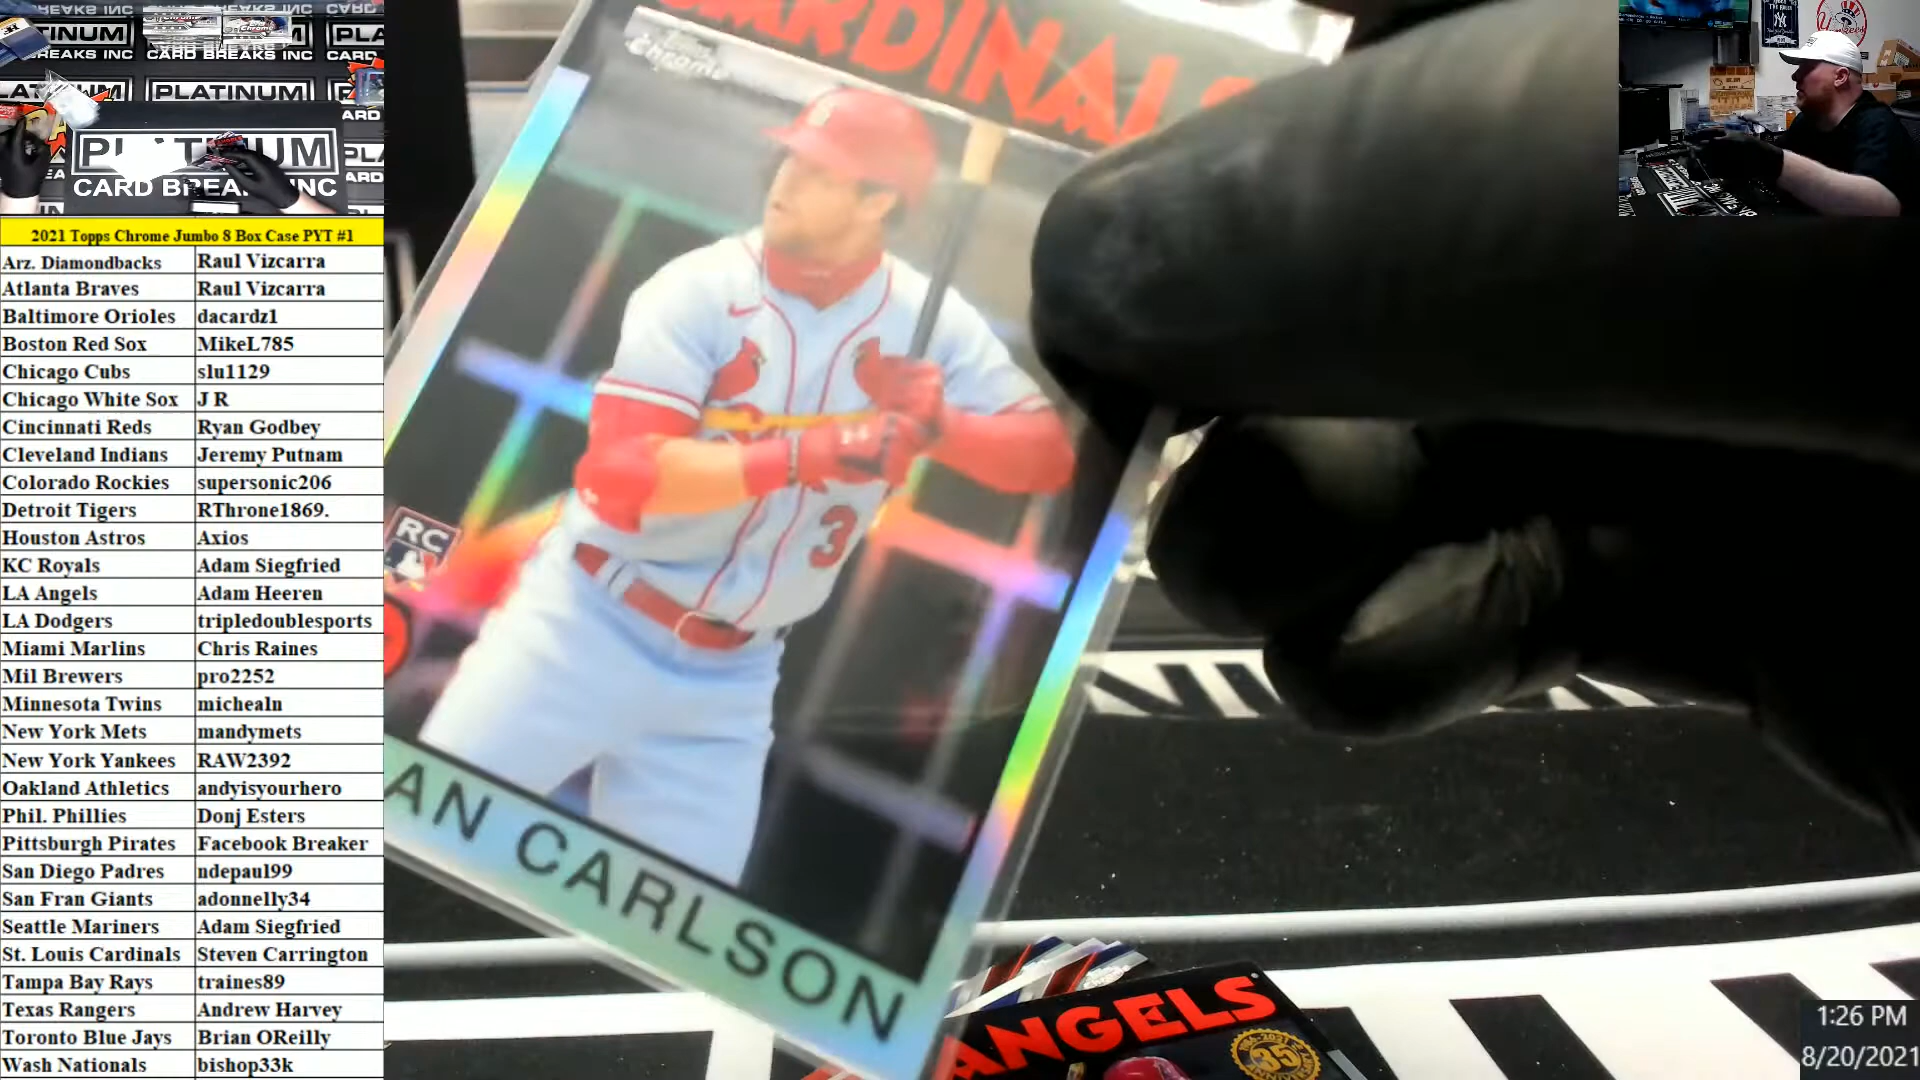 BREAKS INC
PLATINUM
CARD BREAKS INC
PLATINUM
CARD BREAKS INC
2021 Topps Chrome Jumbo 8 Box Case PYT #1
Arz. Diamondbacks Raul Vizcarra
Atlanta Braves Raul Vizcarra
Baltimore Orioles dacardz1
Boston Red Sox MikeL785
Chicago Cubs slu1129
Chicago White Sox J R
Cincinnati Reds Ryan Godbey
Cleveland Indians Jeremy Putnam
Colorado Rockies supersonic206
Detroit Tigers RThrone1869.
Houston Astros Axios
KC Royals Adam Siegfried
LA Angels Adam Heeren
LA Dodgers tripledoublesports
Miami Marlins Chris Raines
Mil Brewers pro2252
Minnesota Twins michealn
New York Mets mandymets
New York Yankees RAW2392
Oakland Athletics andyisyourhero
Phil. Phillies Donj Esters
Pittsburgh Pirates Facebook Breaker
San Diego Padres ndepaul99
San Fran Giants adonnelly34
Seattle Mariners Adam Siegfried
St. Louis Cardinals Steven Carrington
Tampa Bay Rays traines89
Texas Rangers Andrew Harvey
Toronto Blue Jays Brian OReilly
Wash Nationals bishop33k
CARDINALS
Topps
Chrome
3
RC
AN CARLSON
ANGELS
35
ANNIVERSARY
1:26 PM
8/20/2021